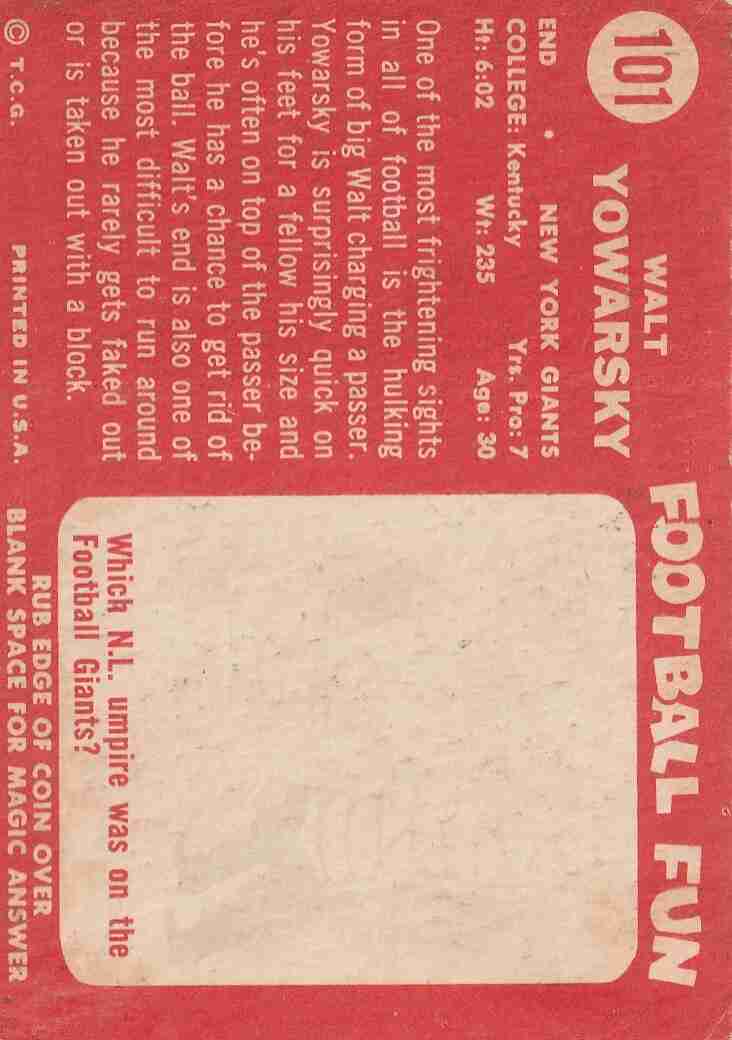 101
WALT
YOWARSKY
END • NEW YORK GIANTS
COLLEGE: Kentucky Yrs. Pro: 7
Ht: 6:02 Wt: 235 Age: 30
One of the most frightening sights
in all of football is the hulking
form of big Walt charging a passer.
Yowarsky is surprisingly quick on
his feet for a fellow his size and
he's often on top of the passer be-
fore he has a chance to get rid of
the ball. Walt's end is also one of
the most difficult to run around
because he rarely gets faked out
or is taken out with a block.
© T.C.G. PRINTED IN U.S.A.
FOOTBALL FUN
Which N.L. umpire was on the
Football Giants?
RUB EDGE OF COIN OVER
BLANK SPACE FOR MAGIC ANSWER